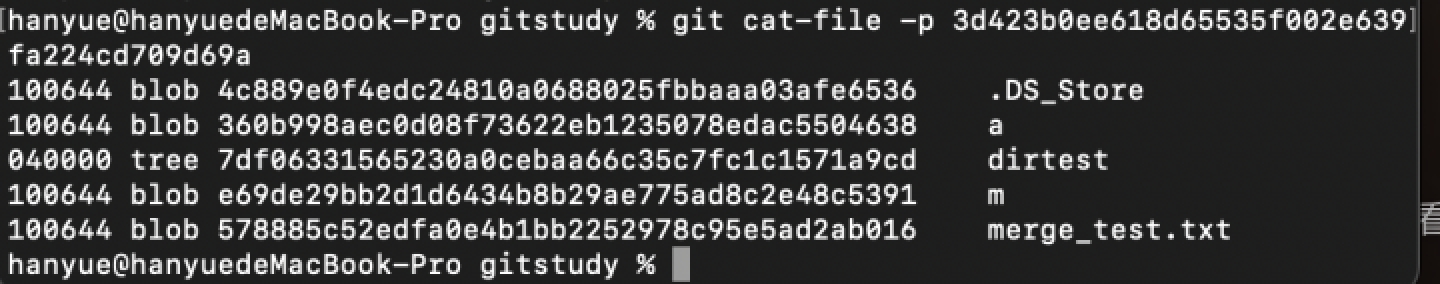 [hanyue@hanyuedeMacBook-Pro gitstudy % git cat-file -p 3d423b0ee618d65535f002e639]
fa224cd709d69a
100644 blob 4c889e0f4edc24810a0688025fbbaaa03afe6536    .DS_Store
100644 blob 360b998aec0d08f73622eb1235078edac5504638    a
040000 tree 7df06331565230a0cebaa66c35c7fc1c1571a9cd    dirtest
100644 blob e69de29bb2d1d6434b8b29ae775ad8c2e48c5391    m
100644 blob 578885c52edfa0e4b1bb2252978c95e5ad2ab016    merge_test.txt
hanyue@hanyuedeMacBook-Pro gitstudy %